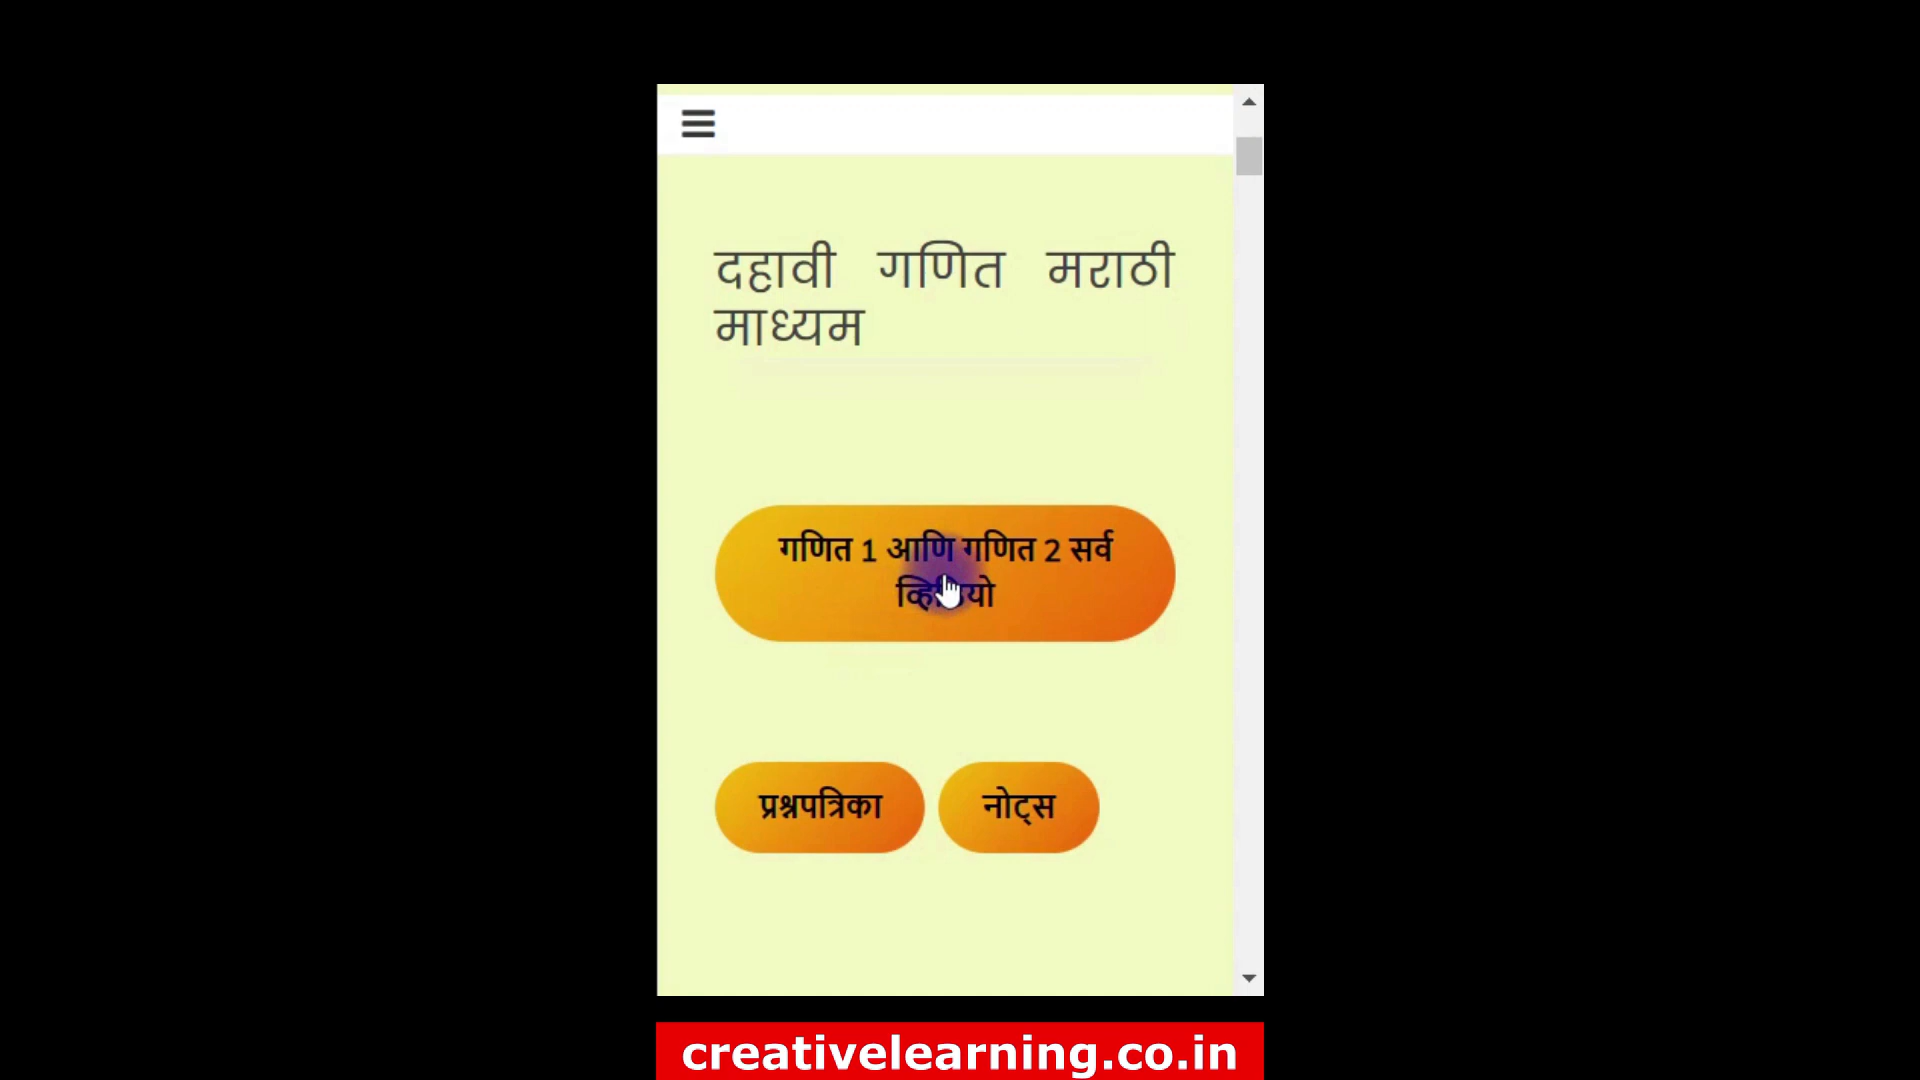 दहावी गणित मराठी
माध्यम
गणित 1 आणि गणित 2 सर्व
प्रश्नपत्रिका नोट्स
creativelearning.co.in